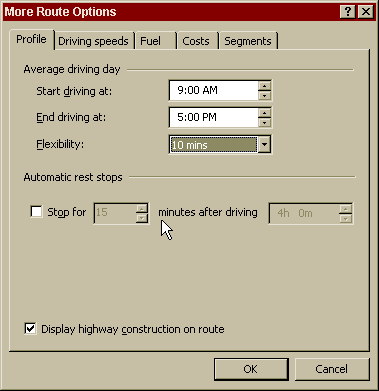 More Route Options
Profile Driving speeds Fuel Costs Segments
Average driving day
Start driving at: 9:00 AM
End driving at: 5:00 PM
Flexibility: 10 mins
Automatic rest stops
Stop for 15 minutes after driving 4h 0m
Display highway construction on route
OK Cancel